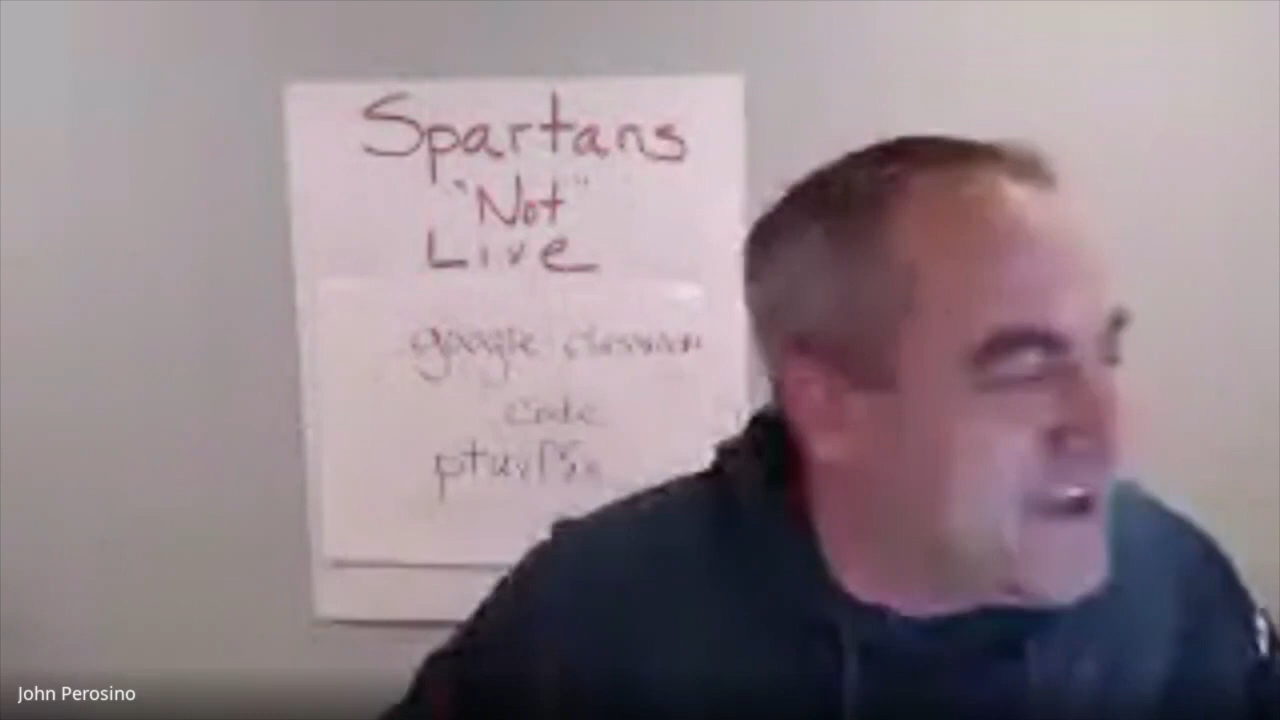 Spartans
"Not"
Live
google classroom
code
John Perosino